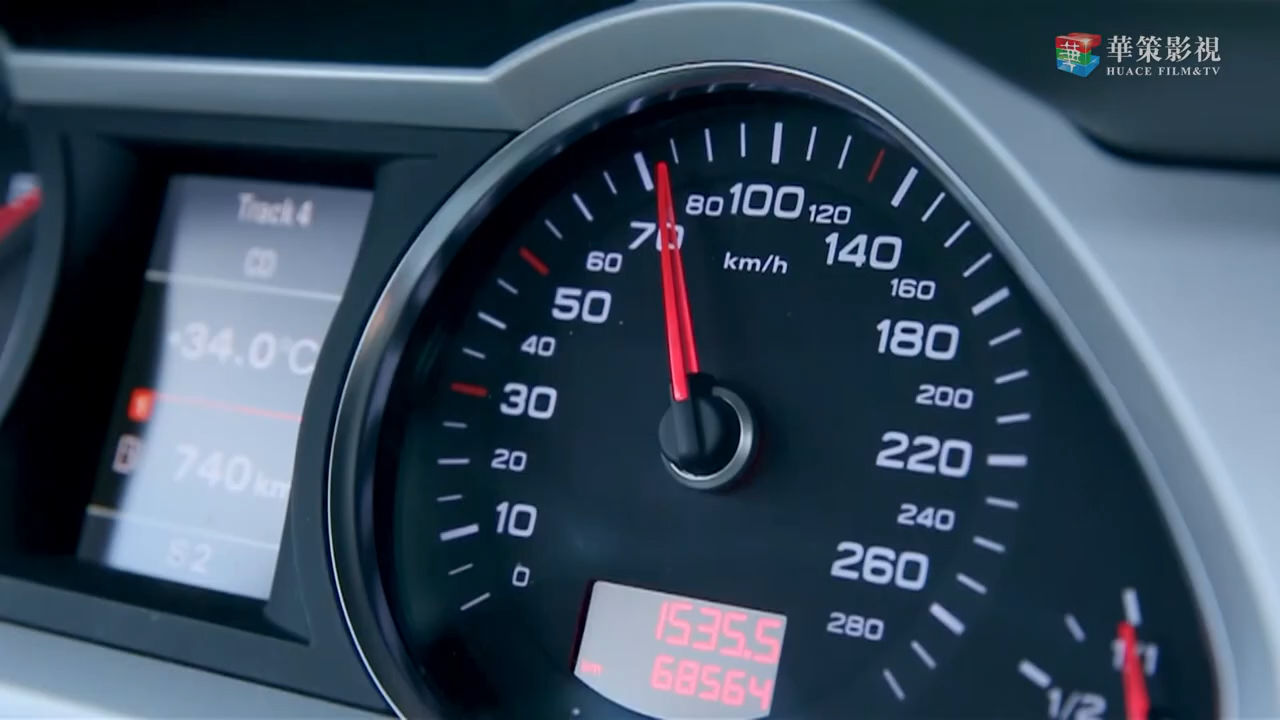 華策影視
HUACE FILM&TV
Track 4
CD
-34.0°C
740 km
S 2
80 100 120
70 140
km/h
60 160
50 180
40 200
30 220
20 240
10 260
0 280
1535.5
km 68564
1/1
1/2